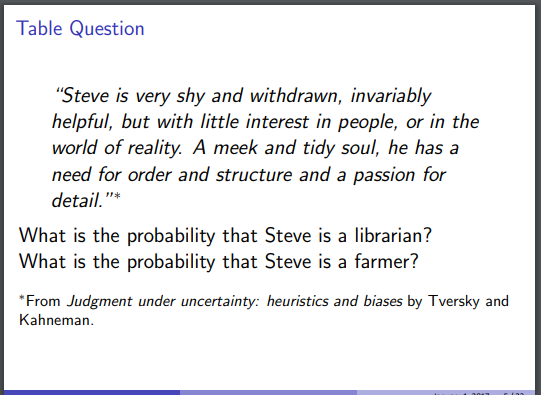 Table Question
“Steve is very shy and withdrawn, invariably
helpful, but with little interest in people, or in the
world of reality. A meek and tidy soul, he has a
need for order and structure and a passion for
detail.”*
What is the probability that Steve is a librarian?
What is the probability that Steve is a farmer?
*From Judgment under uncertainty: heuristics and biases by Tversky and
Kahneman.